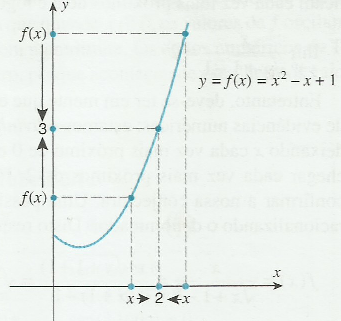 y
f(x)
y = f(x) = x² − x + 1
3
f(x)
x
x 2 x